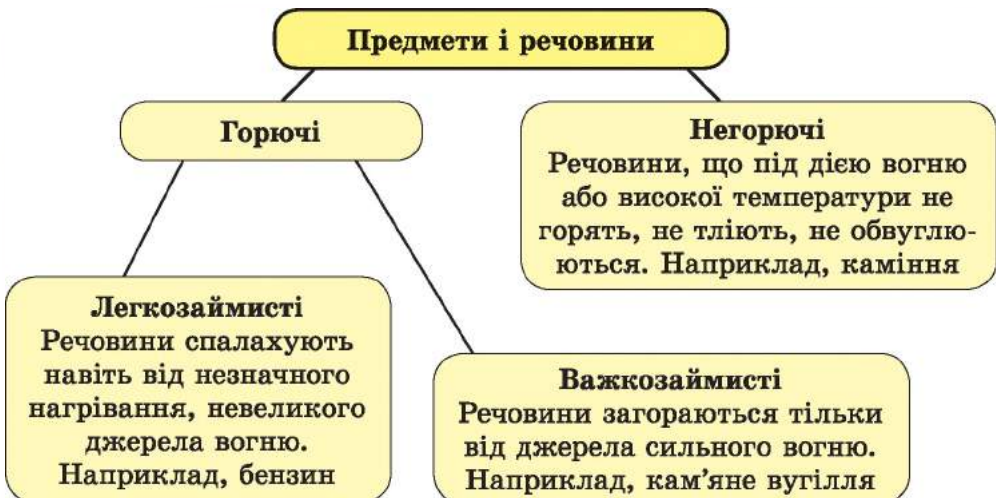 Предмети і речовини
Горючі
Негорючі
Речовини, що під дією вогню
або високої температури не
горять, не тліють, не обвуглю-
ються. Наприклад, каміння
Легкозаймисті
Речовини спалахують
навіть від незначного
нагрівання, невеликого
джерела вогню.
Наприклад, бензин
Важкозаймисті
Речовини загораються тільки
від джерела сильного вогню.
Наприклад, кам'яне вугілля